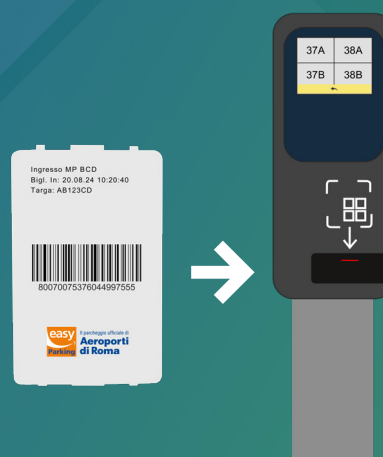 Ingresso MP BCD
Bigl. In: 20.08.24 10:20:40
Targa: AB123CD
80070075376044997555
easy
Parking
Il parcheggio ufficiale di
Aeroporti
di Roma
37A 38A
37B 38B